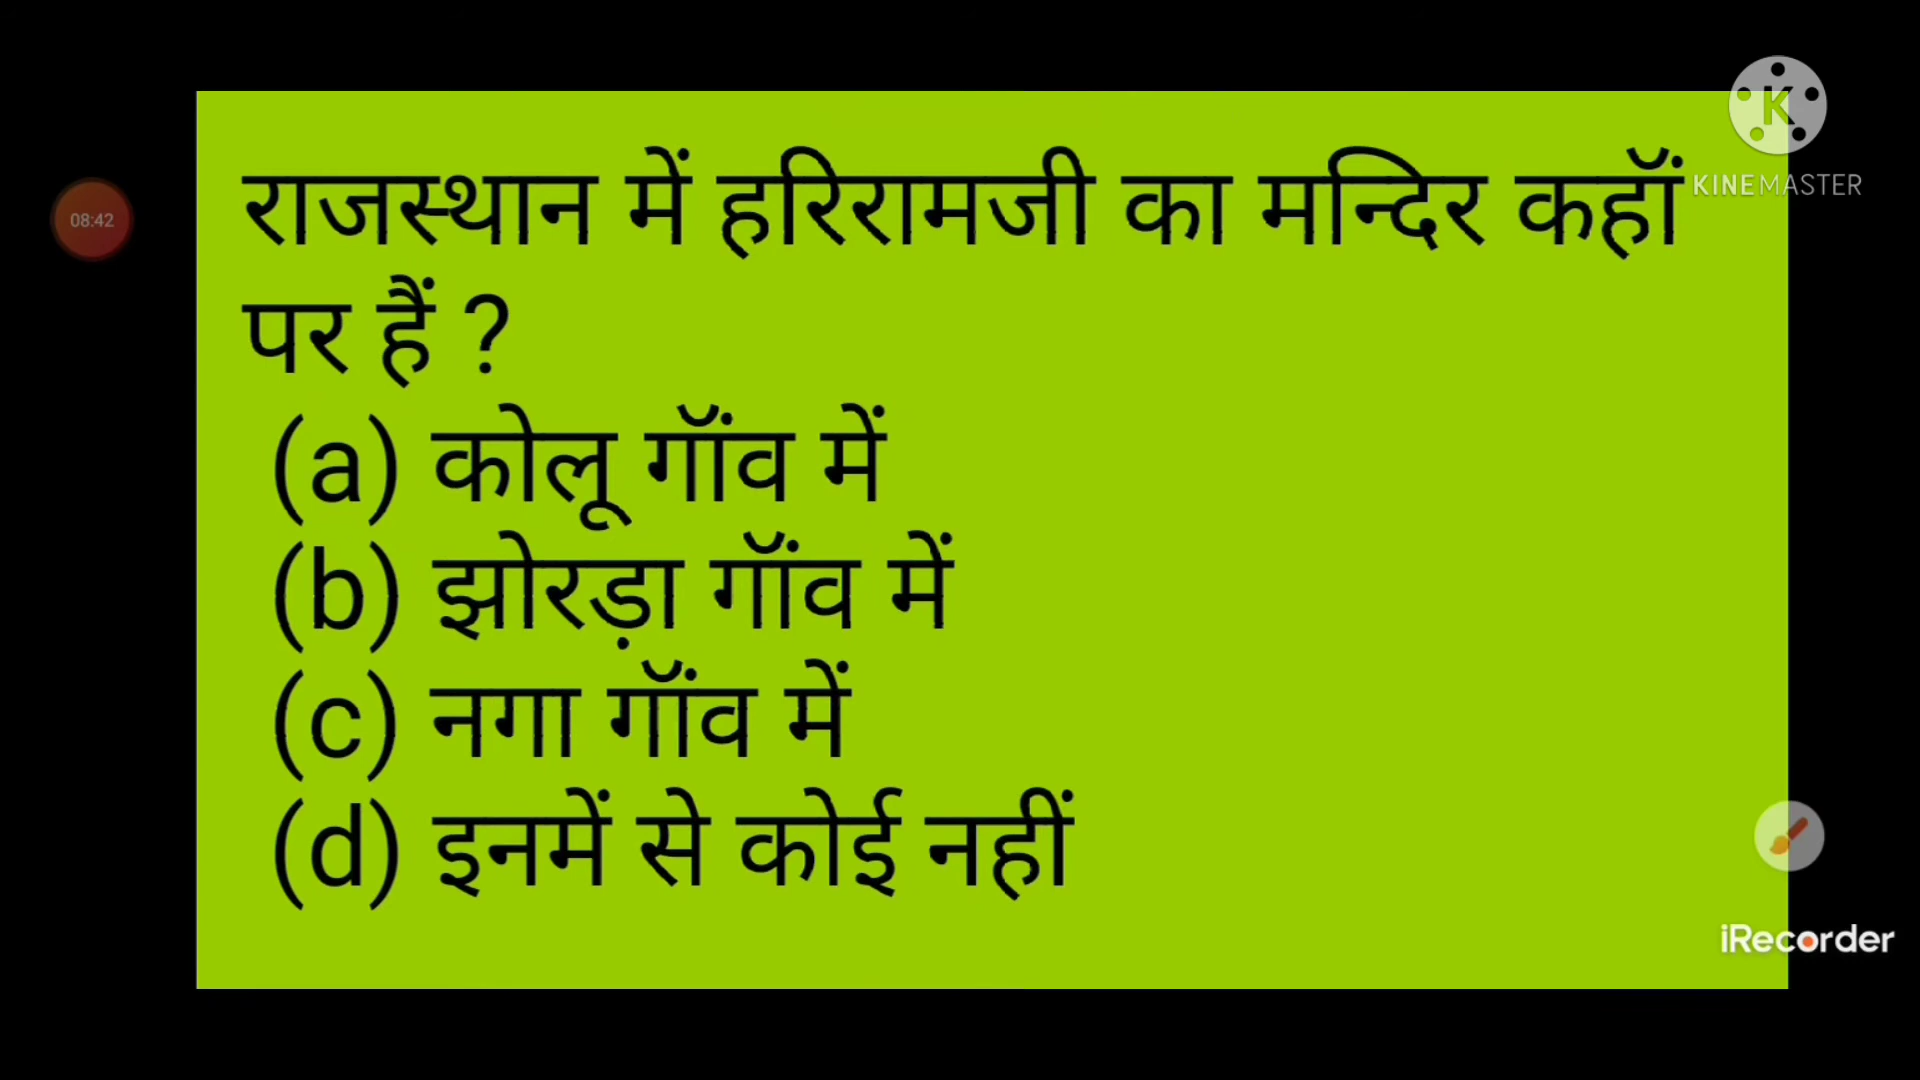 राजस्थान में हरिरामजी का मन्दिर कहॉं
पर हैं ?
(a) कोलू गॉंव में
(b) झोरड़ा गॉंव में
(c) नगा गॉंव में
(d) इनमें से कोई नहीं
08:42
K
KINEMASTER
iRecorder